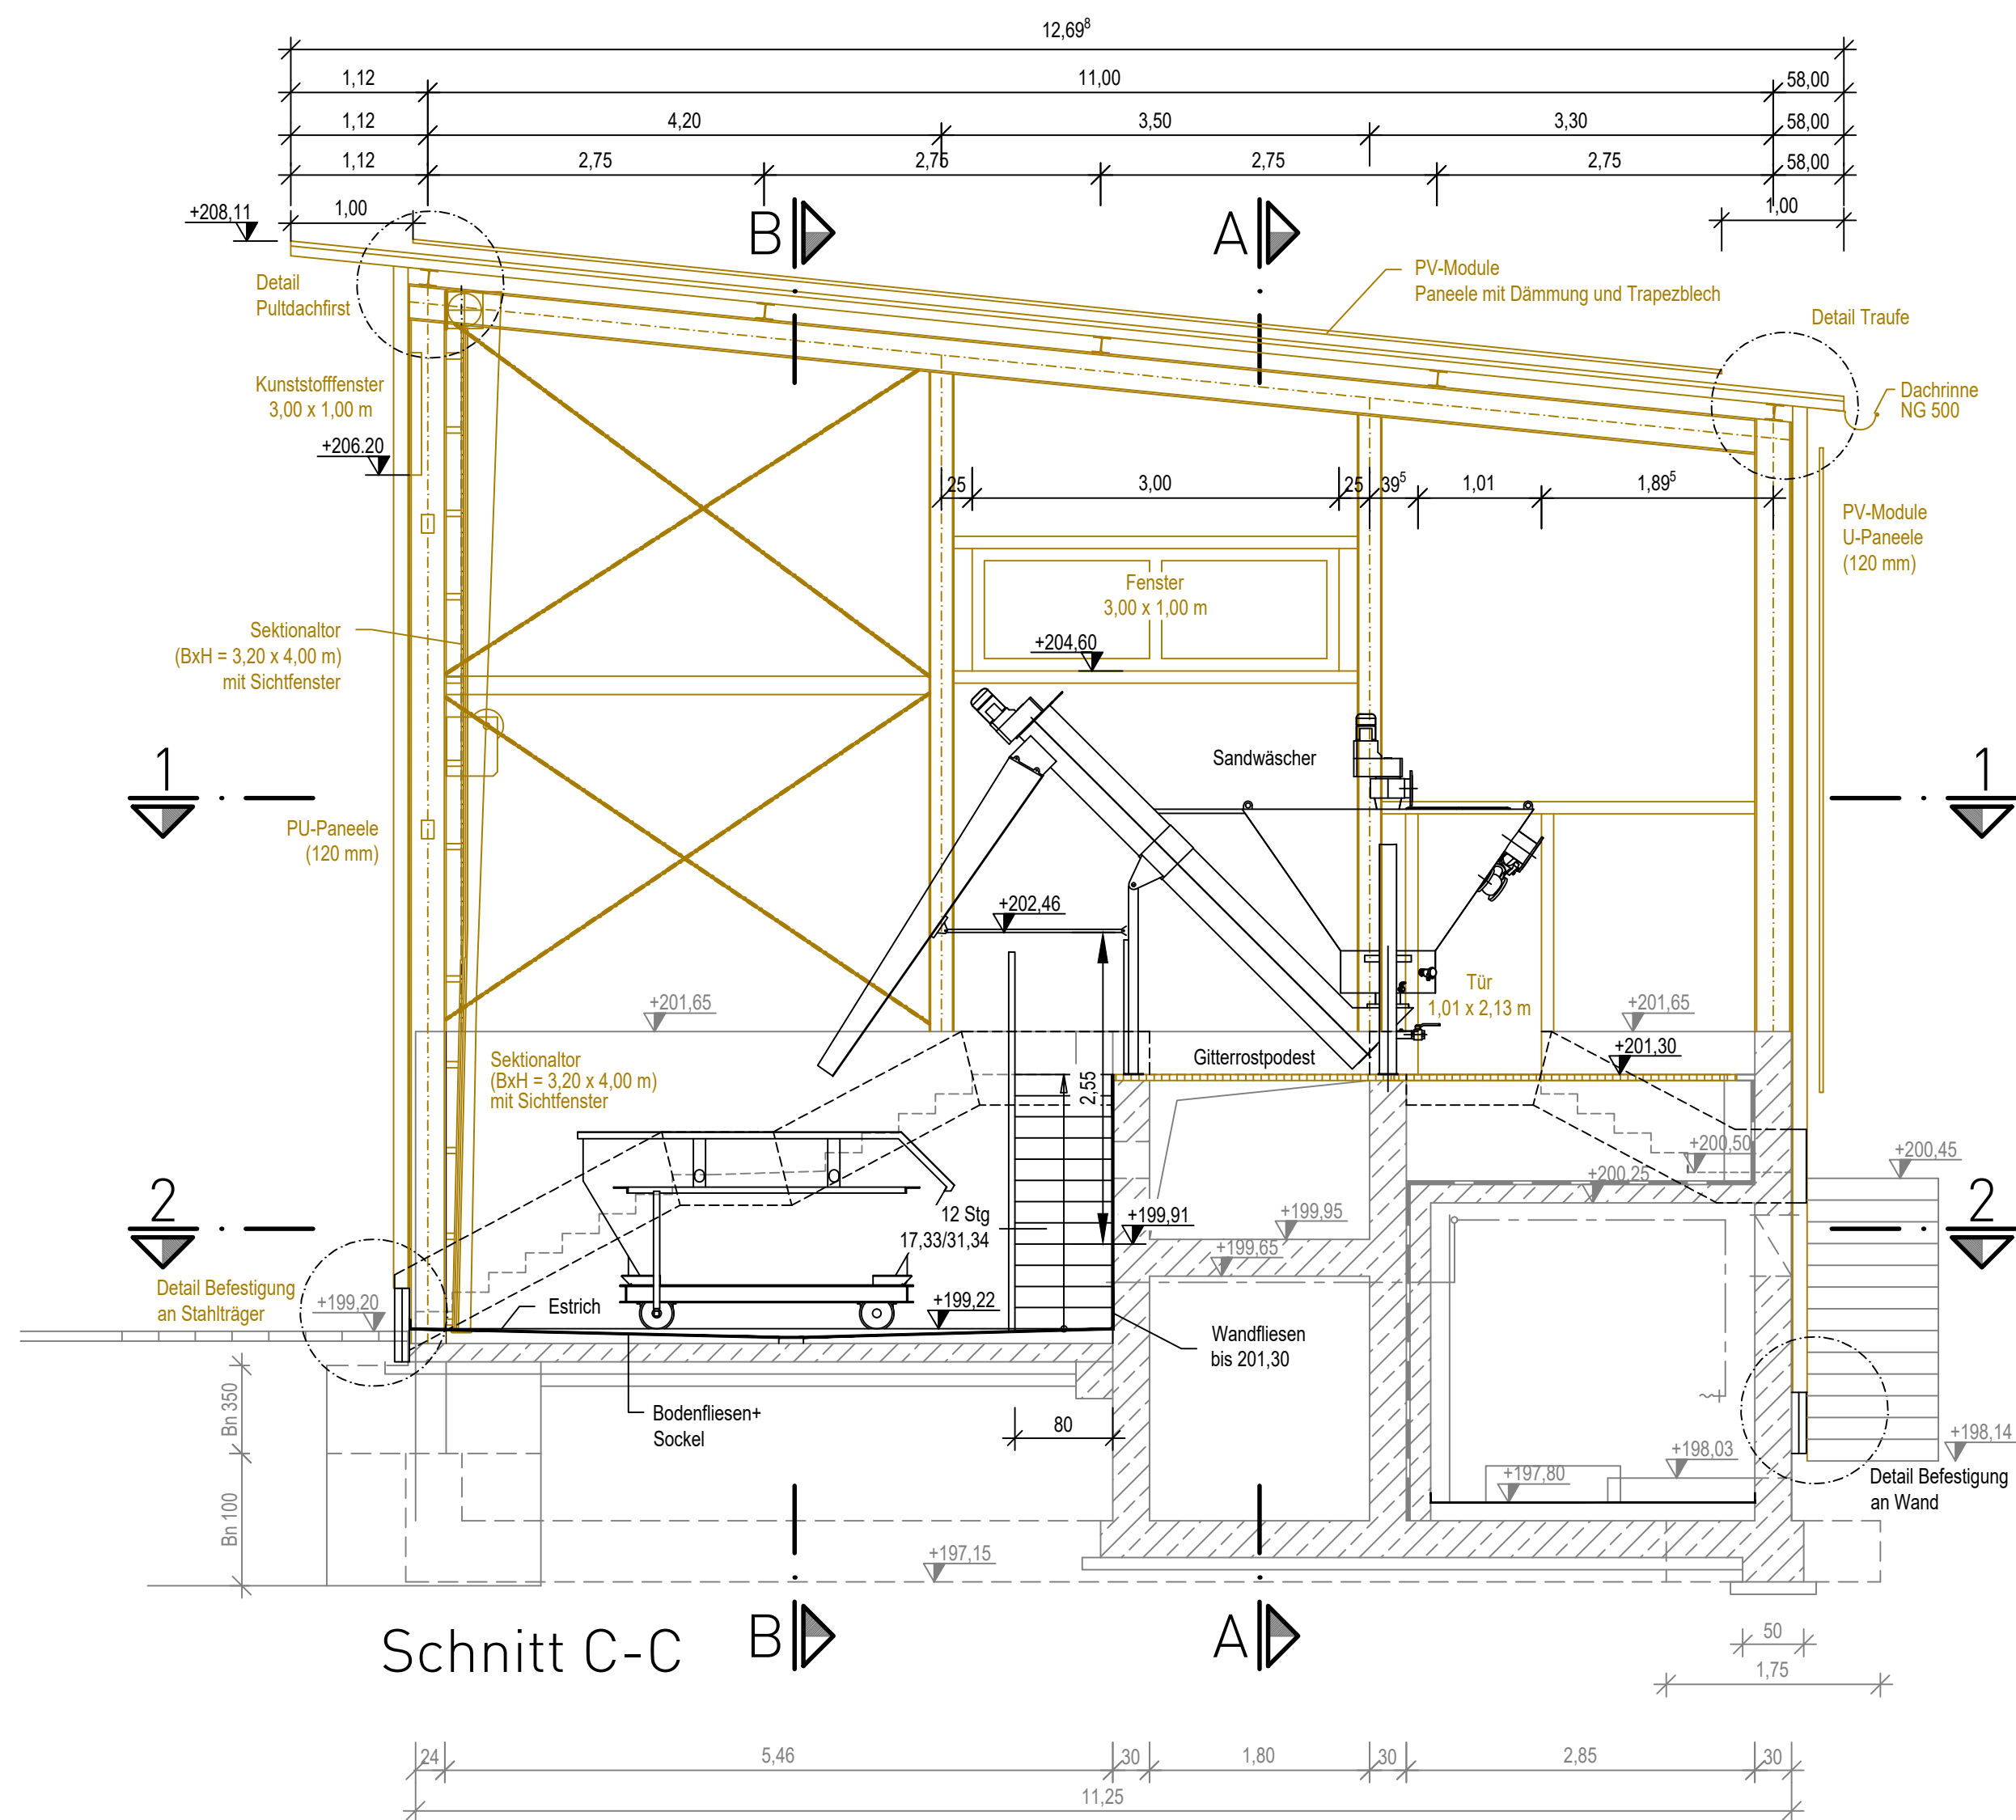 12,69⁸
1,12 11,00 58,00
1,12 4,20 3,50 3,30 58,00
1,12 2,75 2,75 2,75 2,75 58,00
+208,11 1,00 B A 1,00
Detail
Pultdachfirst
PV-Module
Paneele mit Dämmung und Trapezblech
Detail Traufe
Kunststofffenster
3,00 x 1,00 m
Dachrinne
NG 500
+206.20
25 3,00 25 39⁵ 1,01 1,89⁵
PV-Module
U-Paneele
(120 mm)
Fenster
3,00 x 1,00 m
Sektionaltor
(BxH = 3,20 x 4,00 m)
mit Sichtfenster
+204,60
Sandwäscher
1 1
PU-Paneele
(120 mm)
+202,46
Tür
1,01 x 2,13 m
+201,65 +201,65
Sektionaltor
(BxH = 3,20 x 4,00 m)
mit Sichtfenster
2,55
Gitterrostpodest
+201,30
+200,50 +200,45
+200,25
2 2
12 Stg
17,33/31,34
+199,91
+199,95
+199,65
Detail Befestigung
an Stahlträger
+199,20
Estrich
+199,22
Wandfliesen
bis 201,30
Bn 350
Bodenfliesen+
Sockel
80
+198,14
+198,03
+197,80
Detail Befestigung
an Wand
Bn 100
+197,15
Schnitt C-C
B A
50
1,75
24 5,46 30 1,80 30 2,85 30
11,25